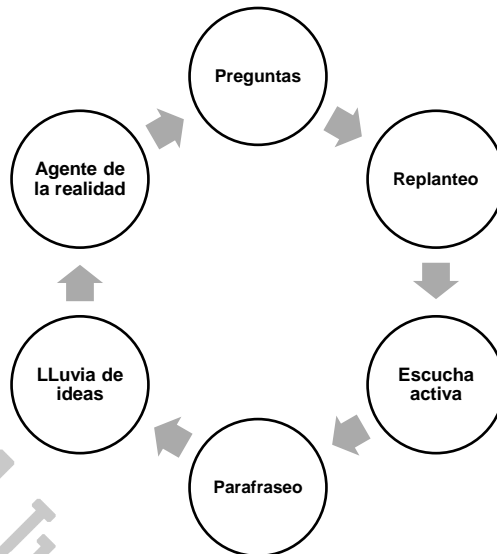 Preguntas
Replanteo
Escucha
activa
Parafraseo
LLuvia de
ideas
Agente de
la realidad